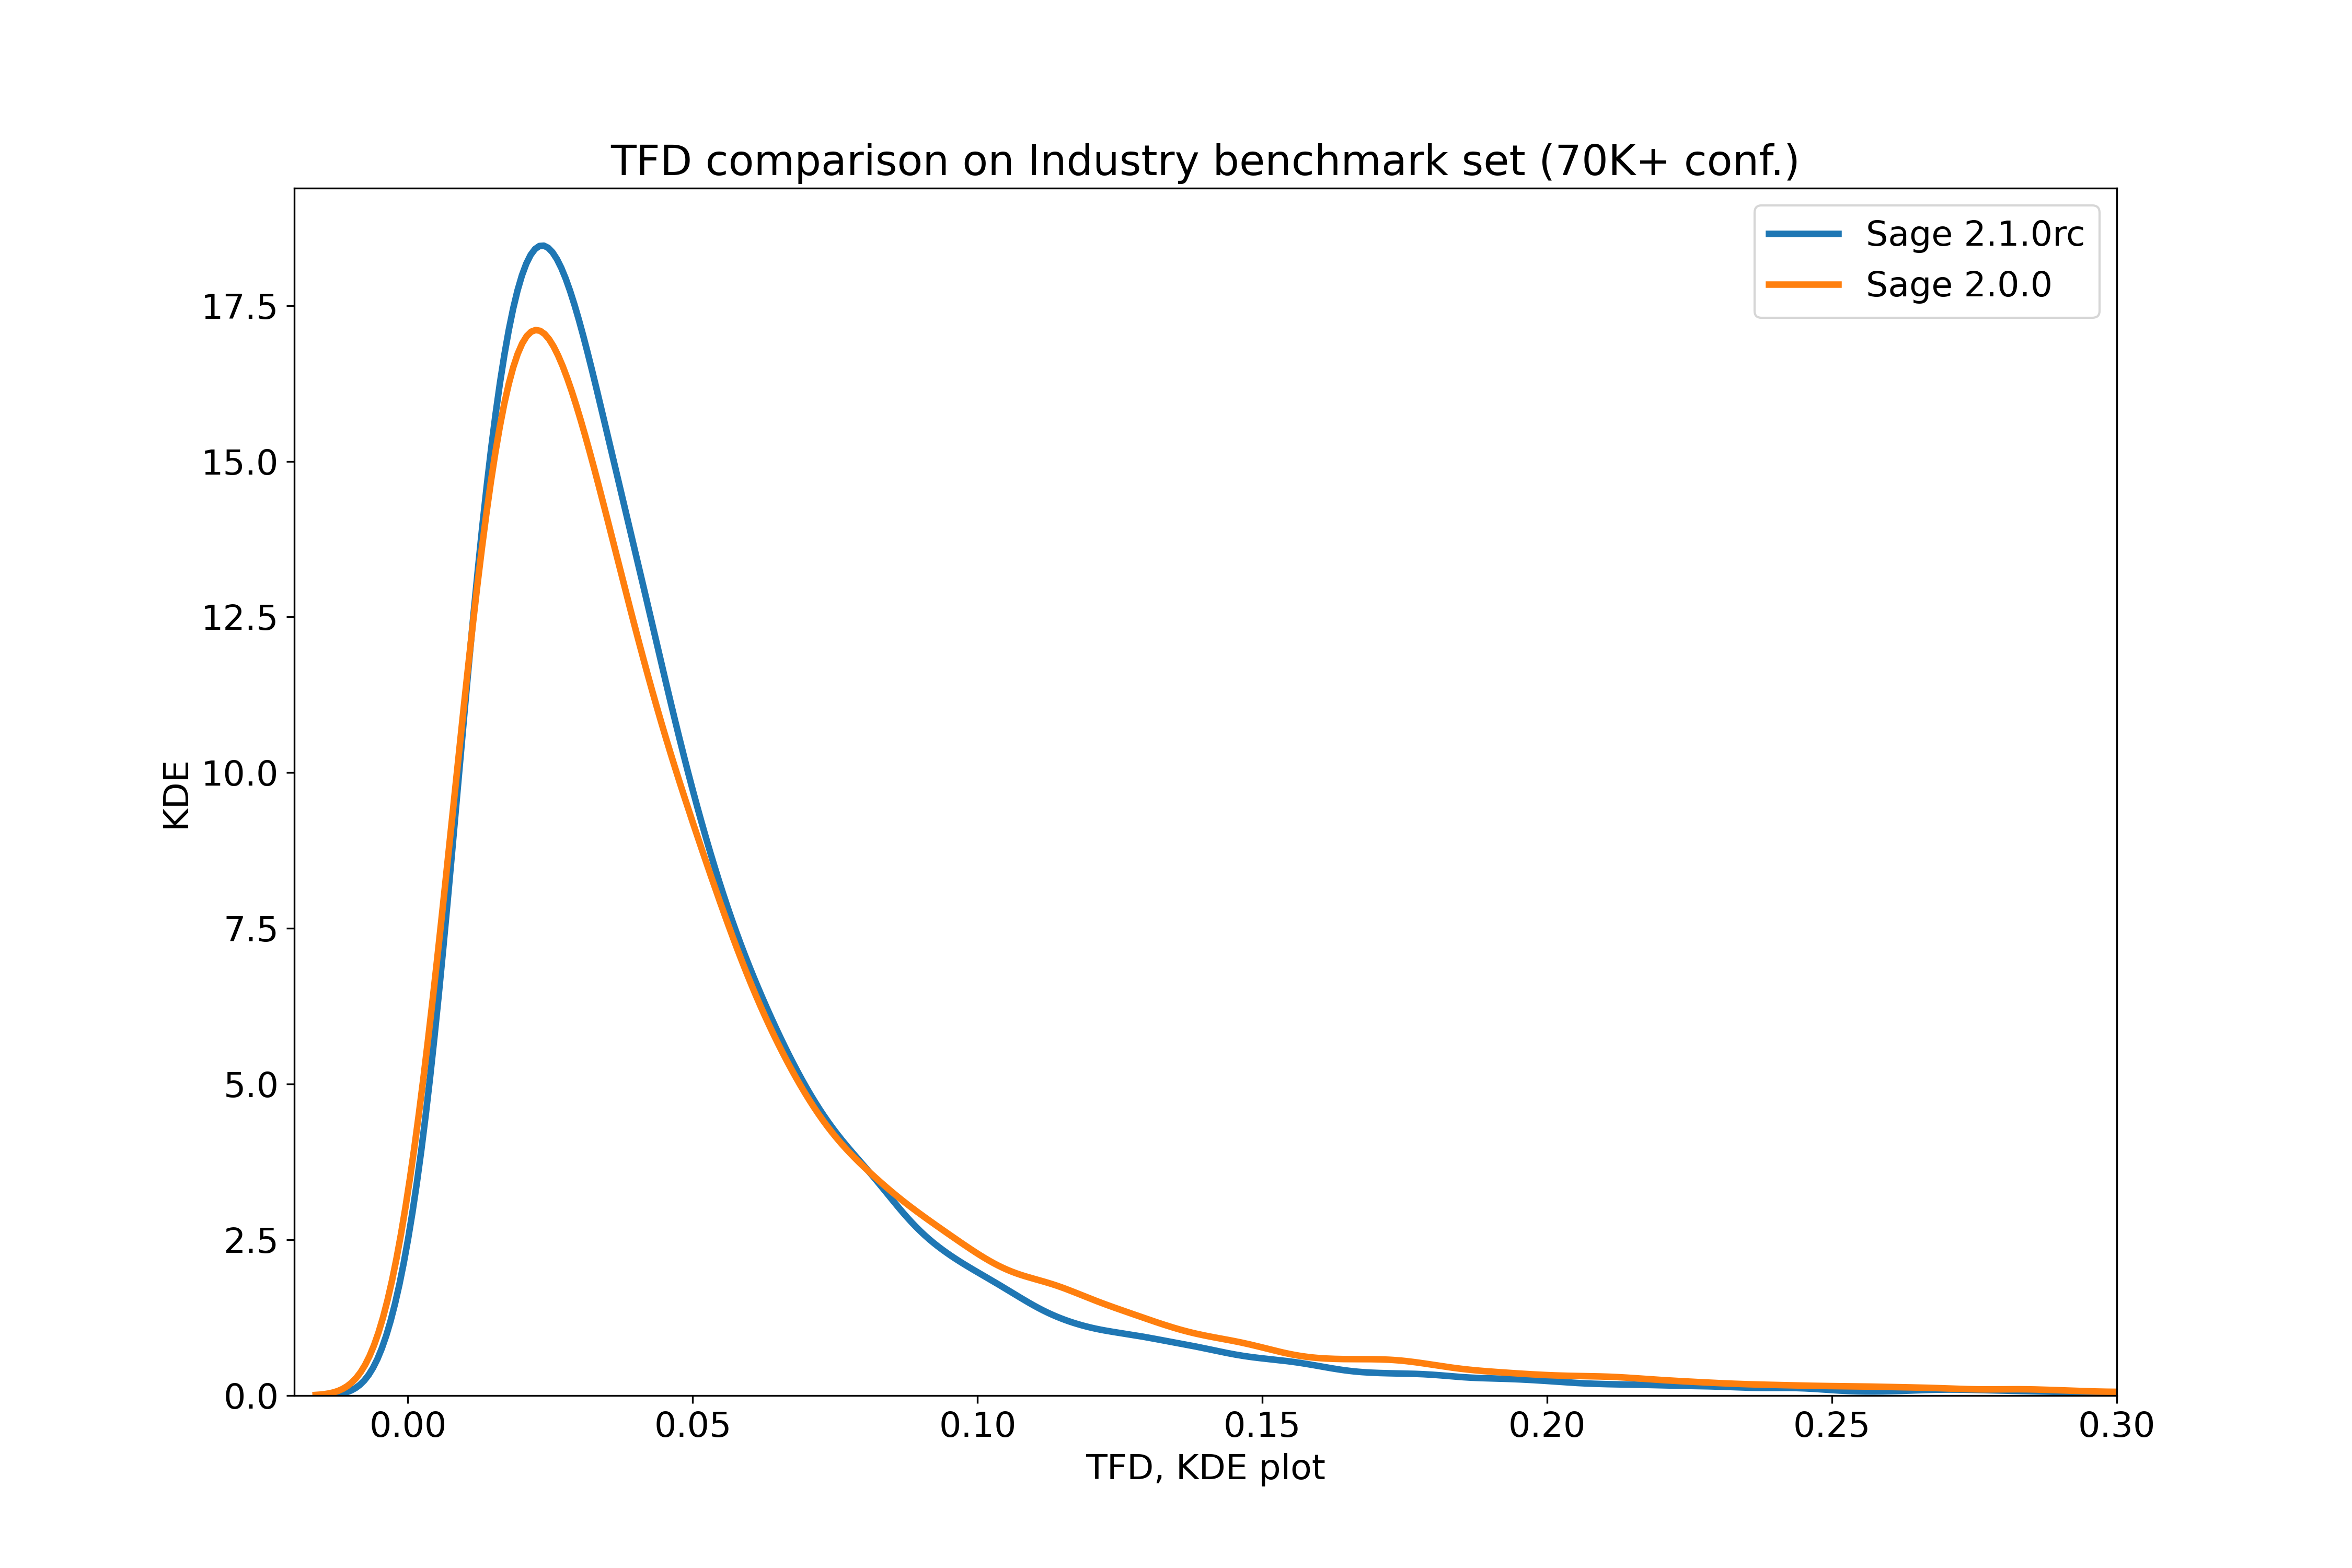 TFD comparison on Industry benchmark set (70K+ conf.)
Sage 2.1.0rc
Sage 2.0.0
17.5
15.0
12.5
10.0
7.5
5.0
2.5
0.0
KDE
0.00 0.05 0.10 0.15 0.20 0.25 0.30
TFD, KDE plot